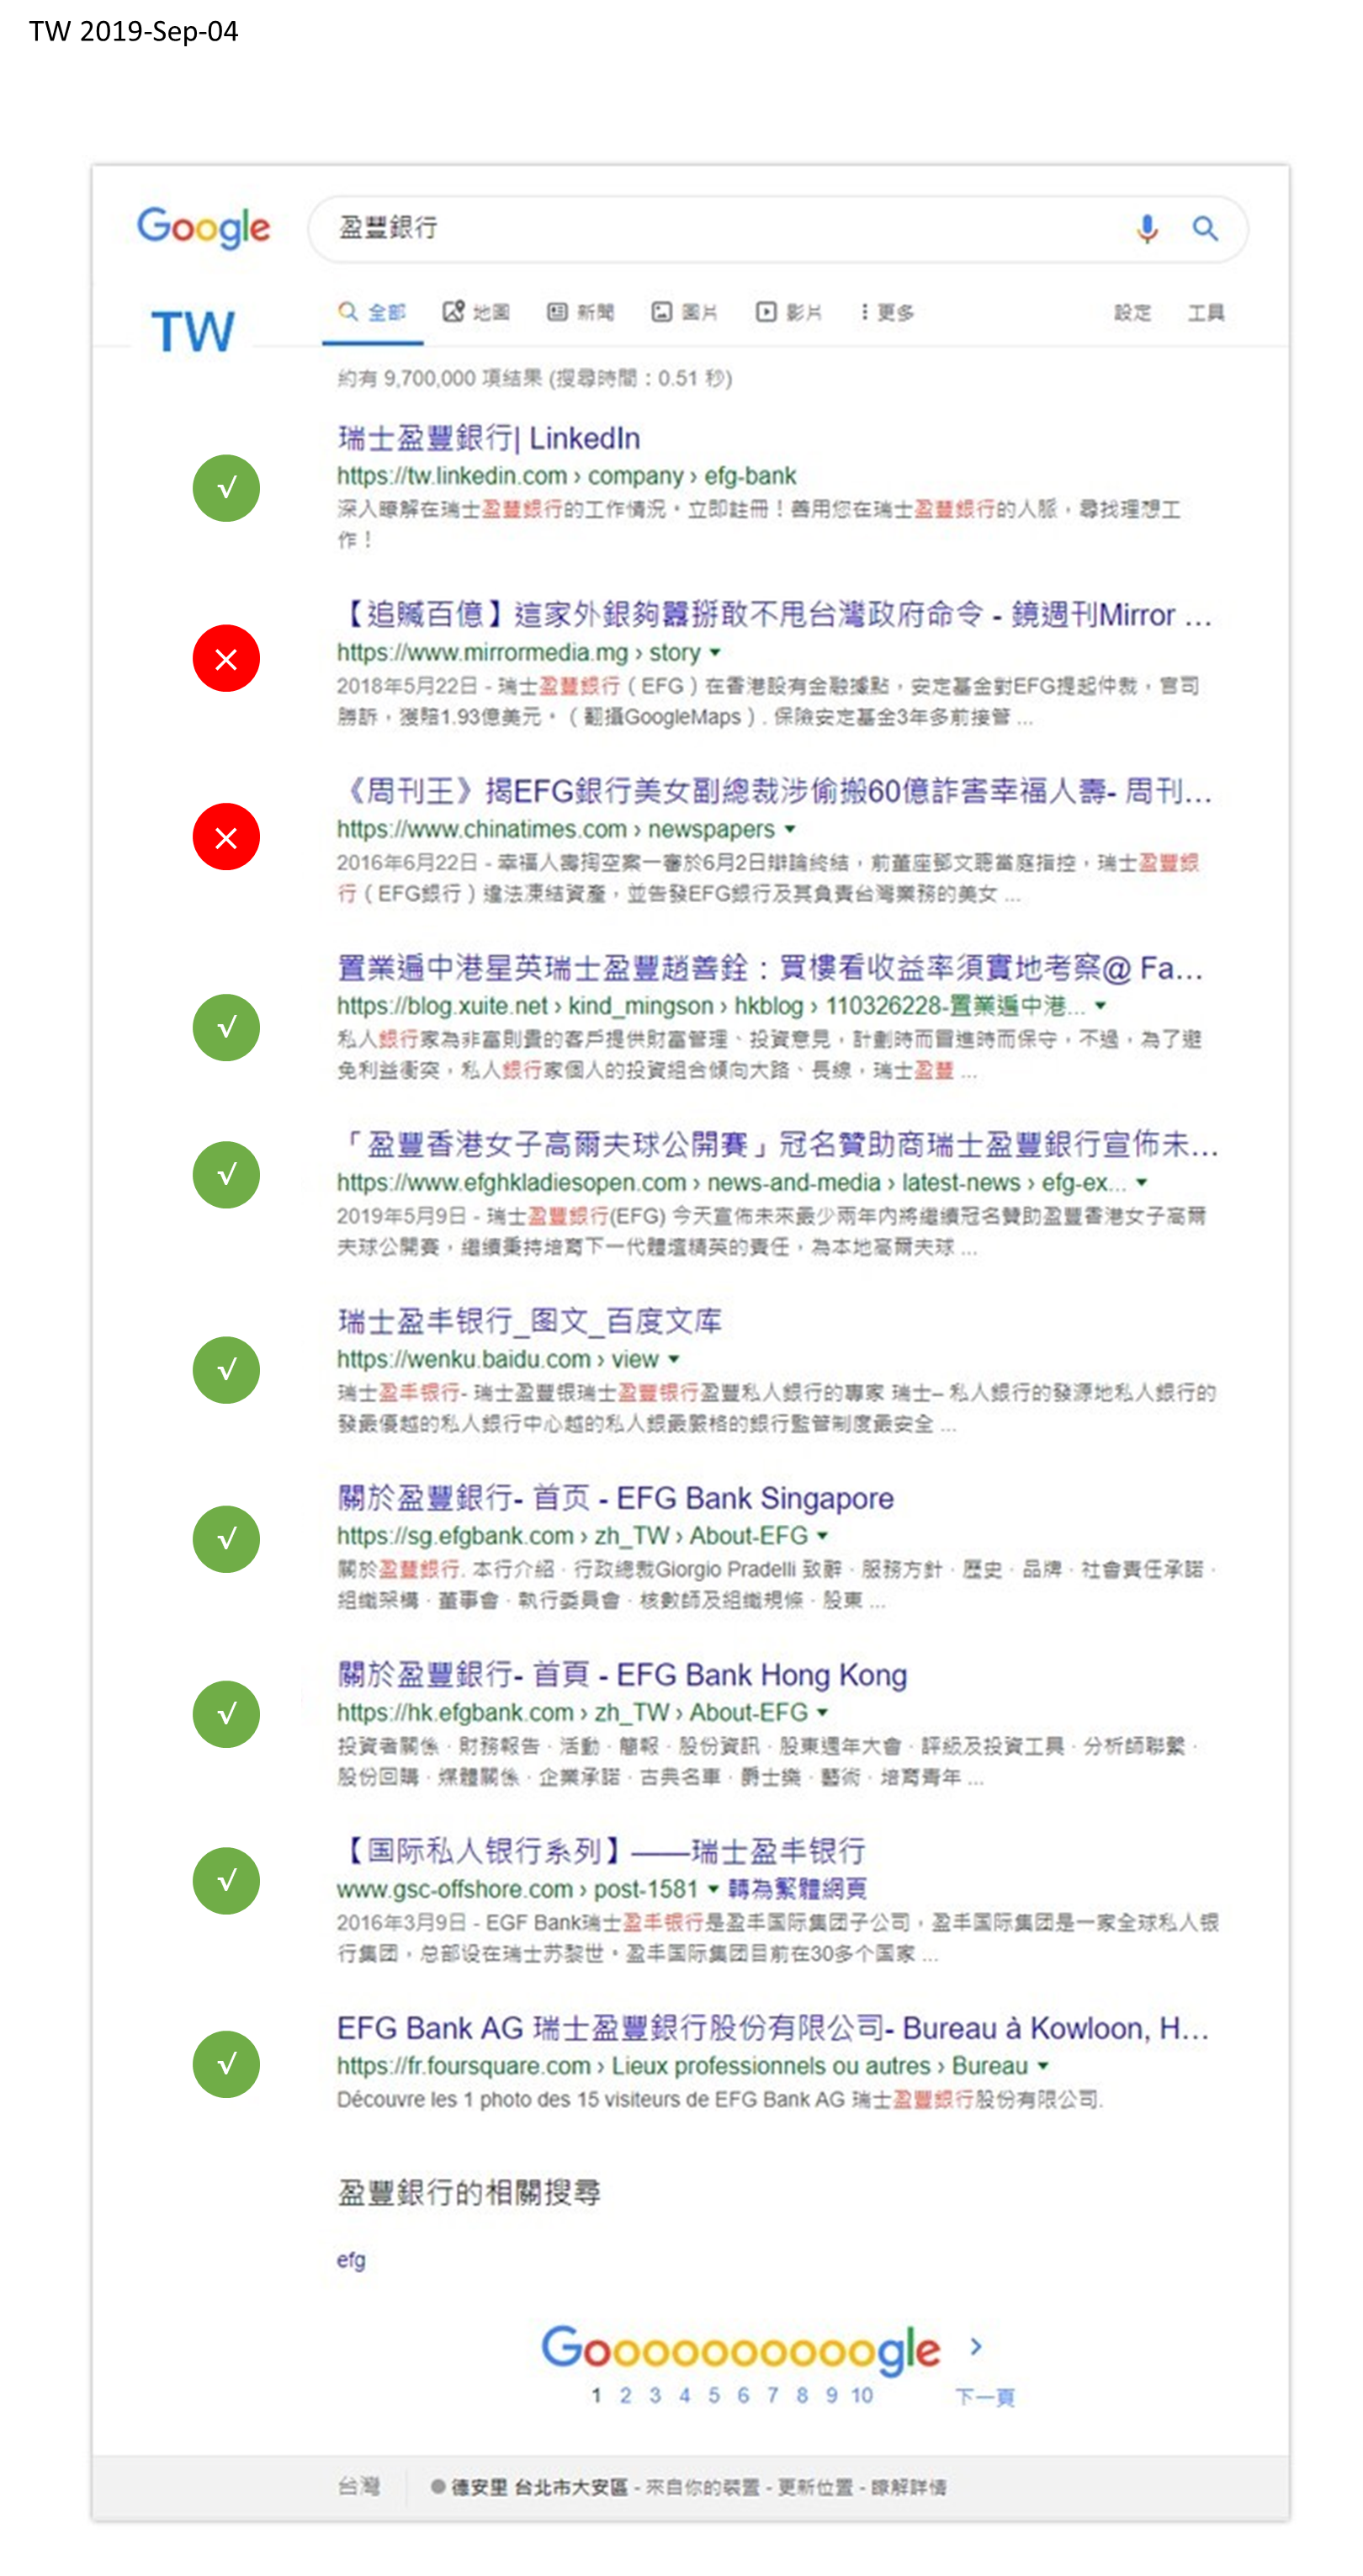 TW 2019-Sep-04
Google
盈豐銀行
TW
全部 地圖 新聞 圖片 影片 更多 設定 工具
約有 9,700,000 項結果 (搜尋時間：0.51 秒)
瑞士盈豐銀行| LinkedIn
https://tw.linkedin.com › company › efg-bank
√
深入瞭解在瑞士盈豐銀行的工作情況。立即註冊！善用您在瑞士盈豐銀行的人脈，尋找理想工
作！
【追贓百億】這家外銀夠囂掰敢不甩台灣政府命令 - 鏡週刊Mirror ...
https://www.mirrormedia.mg › story
×
2018年5月22日 - 瑞士盈豐銀行（EFG）在香港設有金融據點，安定基金對EFG提起仲裁，官司
勝訴，獲賠1.93億美元。（翻攝GoogleMaps）. 保險安定基金3年多前接管 ...
《周刊王》揭EFG銀行美女副總裁涉偷搬60億詐害幸福人壽- 周刊...
https://www.chinatimes.com › newspapers
×
2016年6月22日 - 幸福人壽掏空案一審於6月2日辯論終結，前董座鄧文聰當庭指控，瑞士盈豐銀
行（EFG銀行）違法凍結資產，並告發EFG銀行及其負責台灣業務的美女 ...
置業遍中港星英瑞士盈豐趙善銓：買樓看收益率須實地考察@ Fa...
https://blog.xuite.net › kind_mingson › hkblog › 110326228-置業遍中港...
√
私人銀行家為非富則貴的客戶提供財富管理、投資意見，計劃時而冒進時而保守，不過，為了避
免利益衝突，私人銀行家個人的投資組合傾向大路、長線，瑞士盈豐 ...
「盈豐香港女子高爾夫球公開賽」冠名贊助商瑞士盈豐銀行宣佈未...
√
https://www.efghkladiesopen.com › news-and-media › latest-news › efg-ex...
2019年5月9日 - 瑞士盈豐銀行(EFG) 今天宣佈未來最少兩年內將繼續冠名贊助盈豐香港女子高爾
夫球公開賽，繼續秉持培育下一代體壇精英的責任，為本地高爾夫球 ...
瑞士盈丰银行_图文_百度文库
https://wenku.baidu.com › view
√
瑞士盈丰银行- 瑞士盈豐银瑞士盈豐银行盈豐私人銀行的專家 瑞士– 私人銀行的發源地私人銀行的
發最優越的私人銀行中心越的私人銀最嚴格的銀行監管制度最安全 ...
關於盈豐銀行- 首页 - EFG Bank Singapore
https://sg.efgbank.com › zh_TW › About-EFG
√
關於盈豐銀行. 本行介紹 · 行政總裁Giorgio Pradelli 致辭 · 服務方針 · 歷史 · 品牌 · 社會責任承諾 ·
組織架構 · 董事會 · 執行委員會 · 核數師及組織規條 · 股東 ...
關於盈豐銀行- 首頁 - EFG Bank Hong Kong
https://hk.efgbank.com › zh_TW › About-EFG
√
投資者關係 · 財務報告 · 活動 · 簡報 · 股份資訊 · 股東週年大會 · 評級及投資工具 · 分析師聯繫 ·
股份回購 · 媒體關係 · 企業承諾 · 古典名車 · 爵士樂 · 藝術 · 培育青年 ...
【国际私人银行系列】——瑞士盈丰银行
√
www.gsc-offshore.com › post-1581 轉為繁體網頁
2016年3月9日 - EGF Bank瑞士盈丰银行是盈丰国际集团子公司，盈丰国际集团是一家全球私人银
行集团，总部设在瑞士苏黎世。盈丰国际集团目前在30多个国家 ...
EFG Bank AG 瑞士盈豐銀行股份有限公司- Bureau à Kowloon, H...
https://fr.foursquare.com › Lieux professionnels ou autres › Bureau
√
Découvre les 1 photo des 15 visiteurs de EFG Bank AG 瑞士盈豐銀行股份有限公司.
盈豐銀行的相關搜尋
efg
Goooooooooogle
1 2 3 4 5 6 7 8 9 10 下一頁
台灣 德安里 台北市大安區 - 來自你的裝置 - 更新位置 - 瞭解詳情